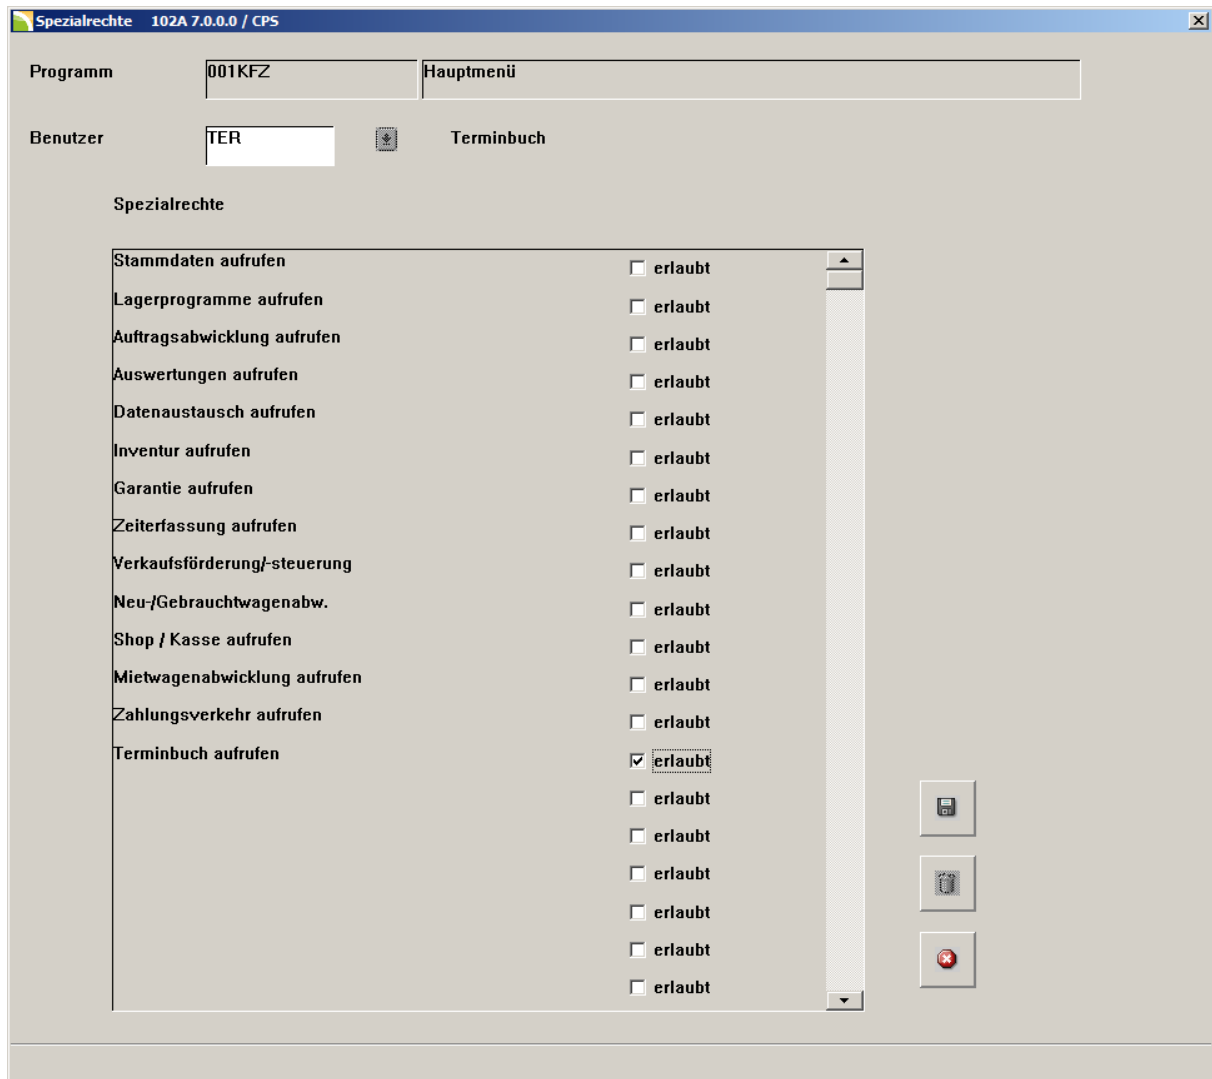 Spezialrechte 102A 7.0.0.0 / CPS
Programm 001KFZ Hauptmenü
Benutzer TER Terminbuch
Spezialrechte
Stammdaten aufrufen erlaubt
Lagerprogramme aufrufen erlaubt
Auftragsabwicklung aufrufen erlaubt
Auswertungen aufrufen erlaubt
Datenaustausch aufrufen erlaubt
Inventur aufrufen erlaubt
Garantie aufrufen erlaubt
Zeiterfassung aufrufen erlaubt
Verkaufsförderung/-steuerung erlaubt
Neu-/Gebrauchtwagenabw. erlaubt
Shop / Kasse aufrufen erlaubt
Mietwagenabwicklung aufrufen erlaubt
Zahlungsverkehr aufrufen erlaubt
Terminbuch aufrufen erlaubt
erlaubt
erlaubt
erlaubt
erlaubt
erlaubt
erlaubt